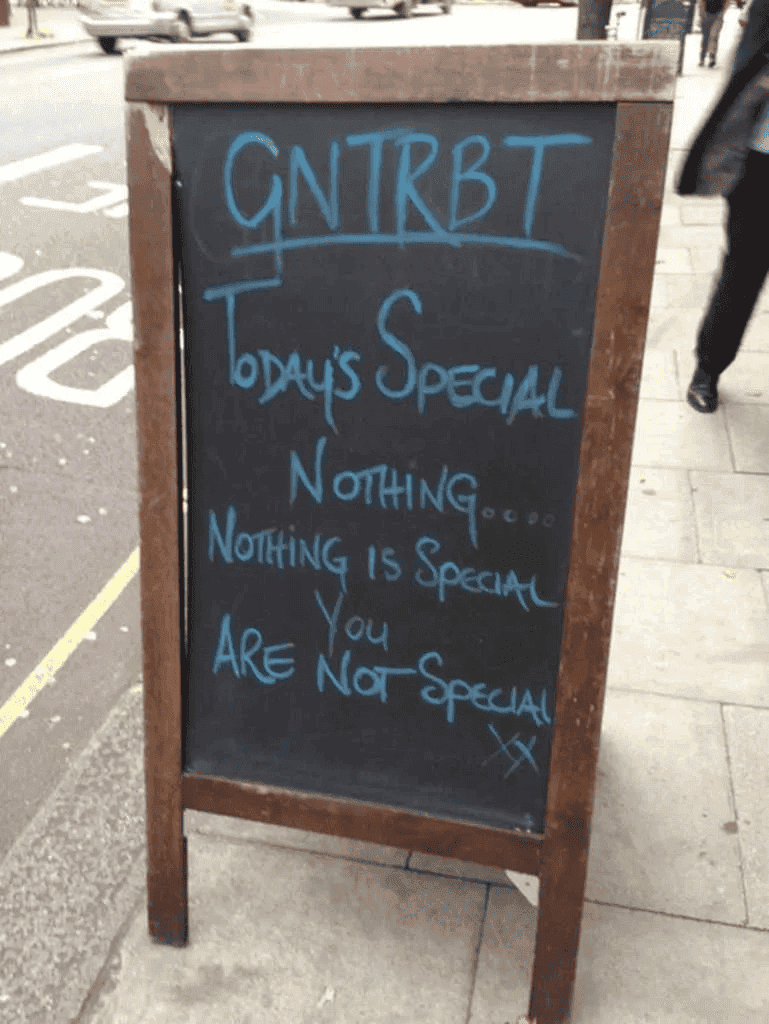 GNTRBT
TODAY'S SPECIAL
NOTHING....
NOTHING IS SPECIAL
YOU
ARE NOT SPECIAL
XX